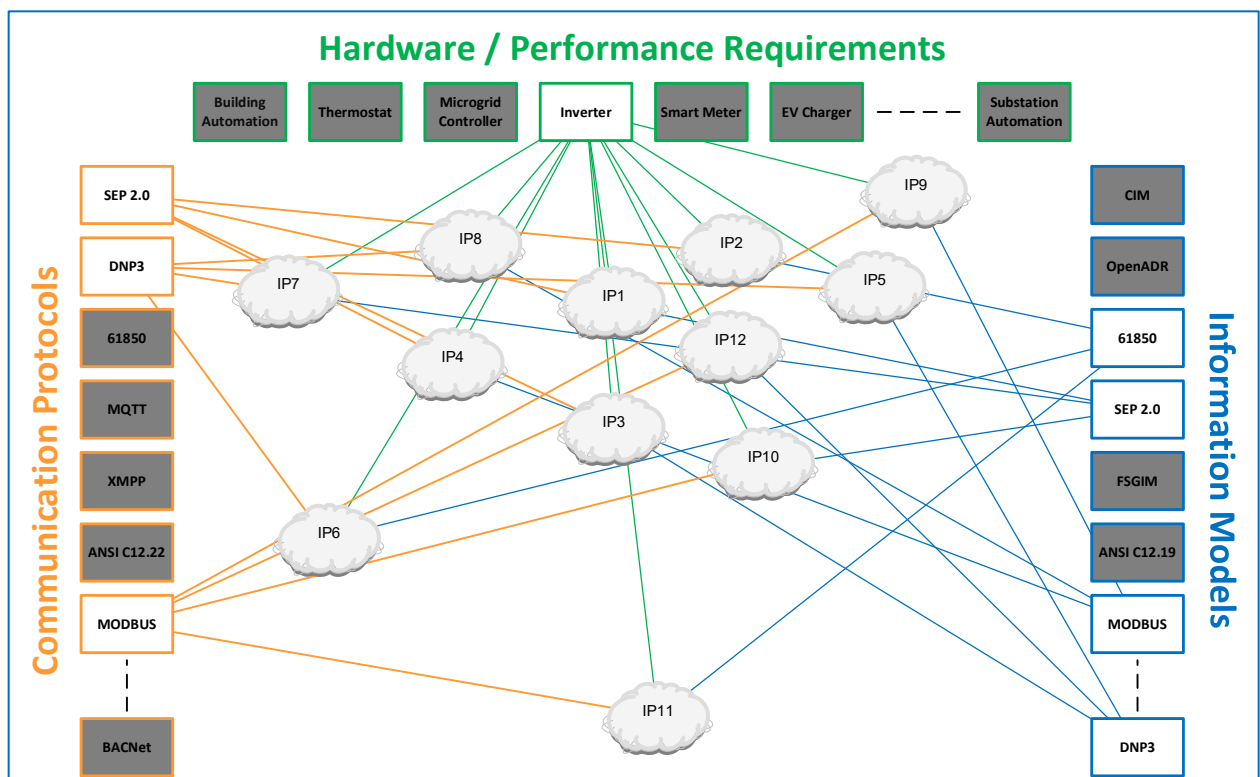 Hardware / Performance Requirements
Building
Automation
Thermostat
Microgrid
Controller
Inverter
Smart Meter
EV Charger
Substation
Automation
Communication Protocols
SEP 2.0
DNP3
61850
MQTT
XMPP
ANSI C12.22
MODBUS
BACNet
IP9
IP8
IP2
IP7
IP1
IP5
IP4
IP12
IP3
IP10
IP6
IP11
CIM
OpenADR
61850
SEP 2.0
FSGIM
ANSI C12.19
MODBUS
DNP3
Information Models